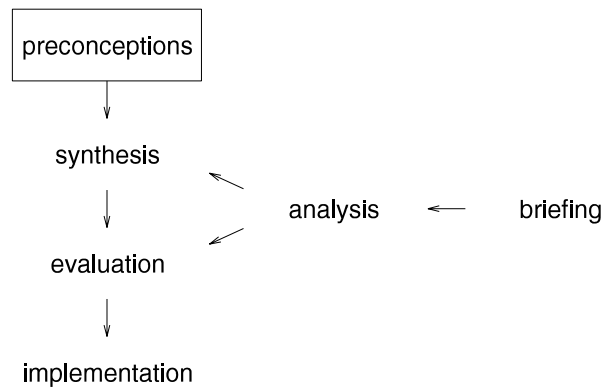 preconceptions
synthesis
analysis
briefing
evaluation
implementation